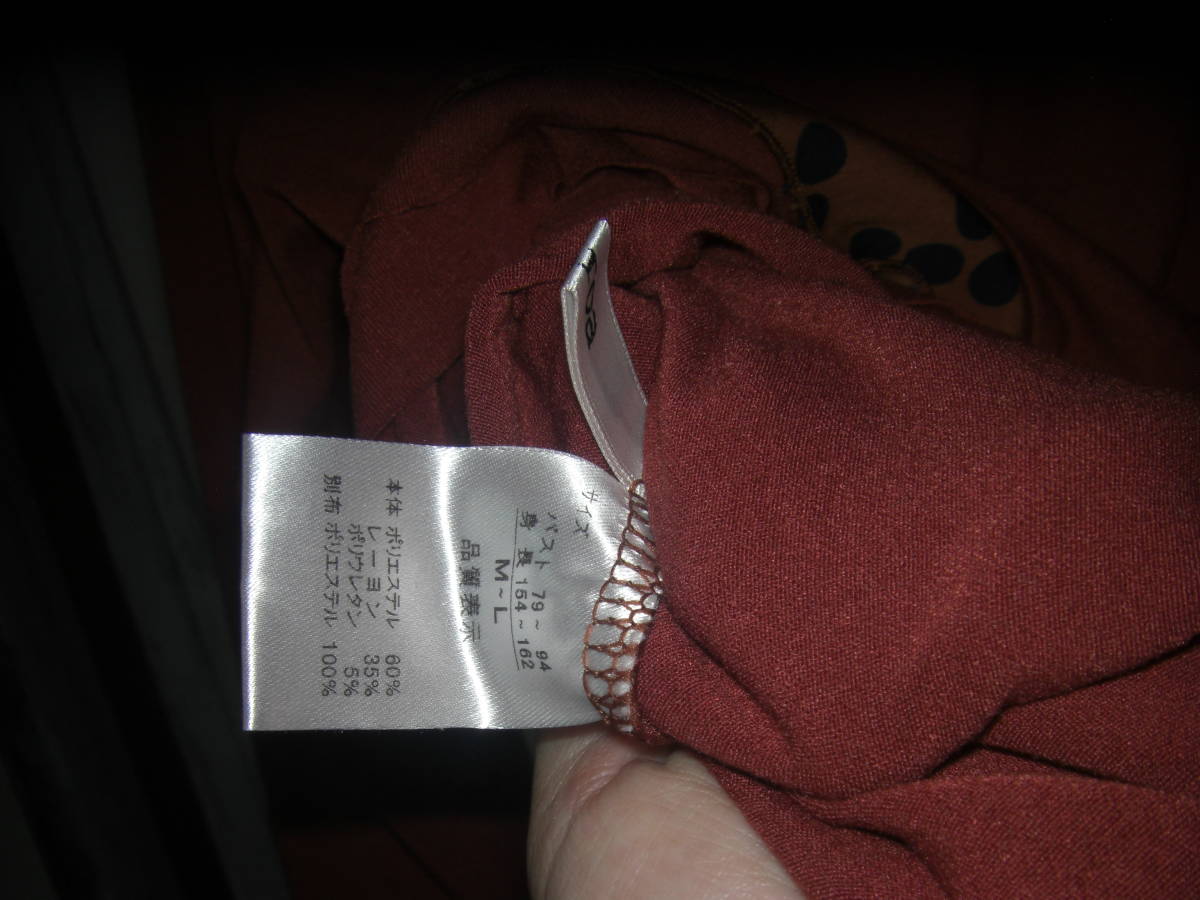 サイズ
バスト 79~ 94
身 長 154~162
M~L
品質表示
本体 ポリエステル 60%
レーヨン 35%
ポリウレタン 5%
別布 ポリエステル 100%